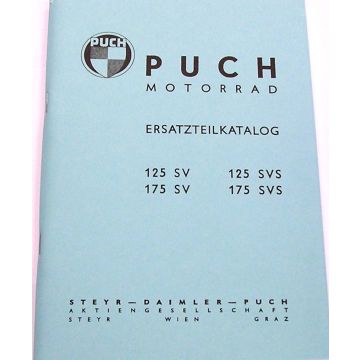 PUCH
PUCH
MOTORRAD
ERSATZTEILKATALOG
125 SV 125 SVS
175 SV 175 SVS
STEYR—DAIMLER—PUCH
AKTIENGESELLSCHAFT
STEYR WIEN GRAZ